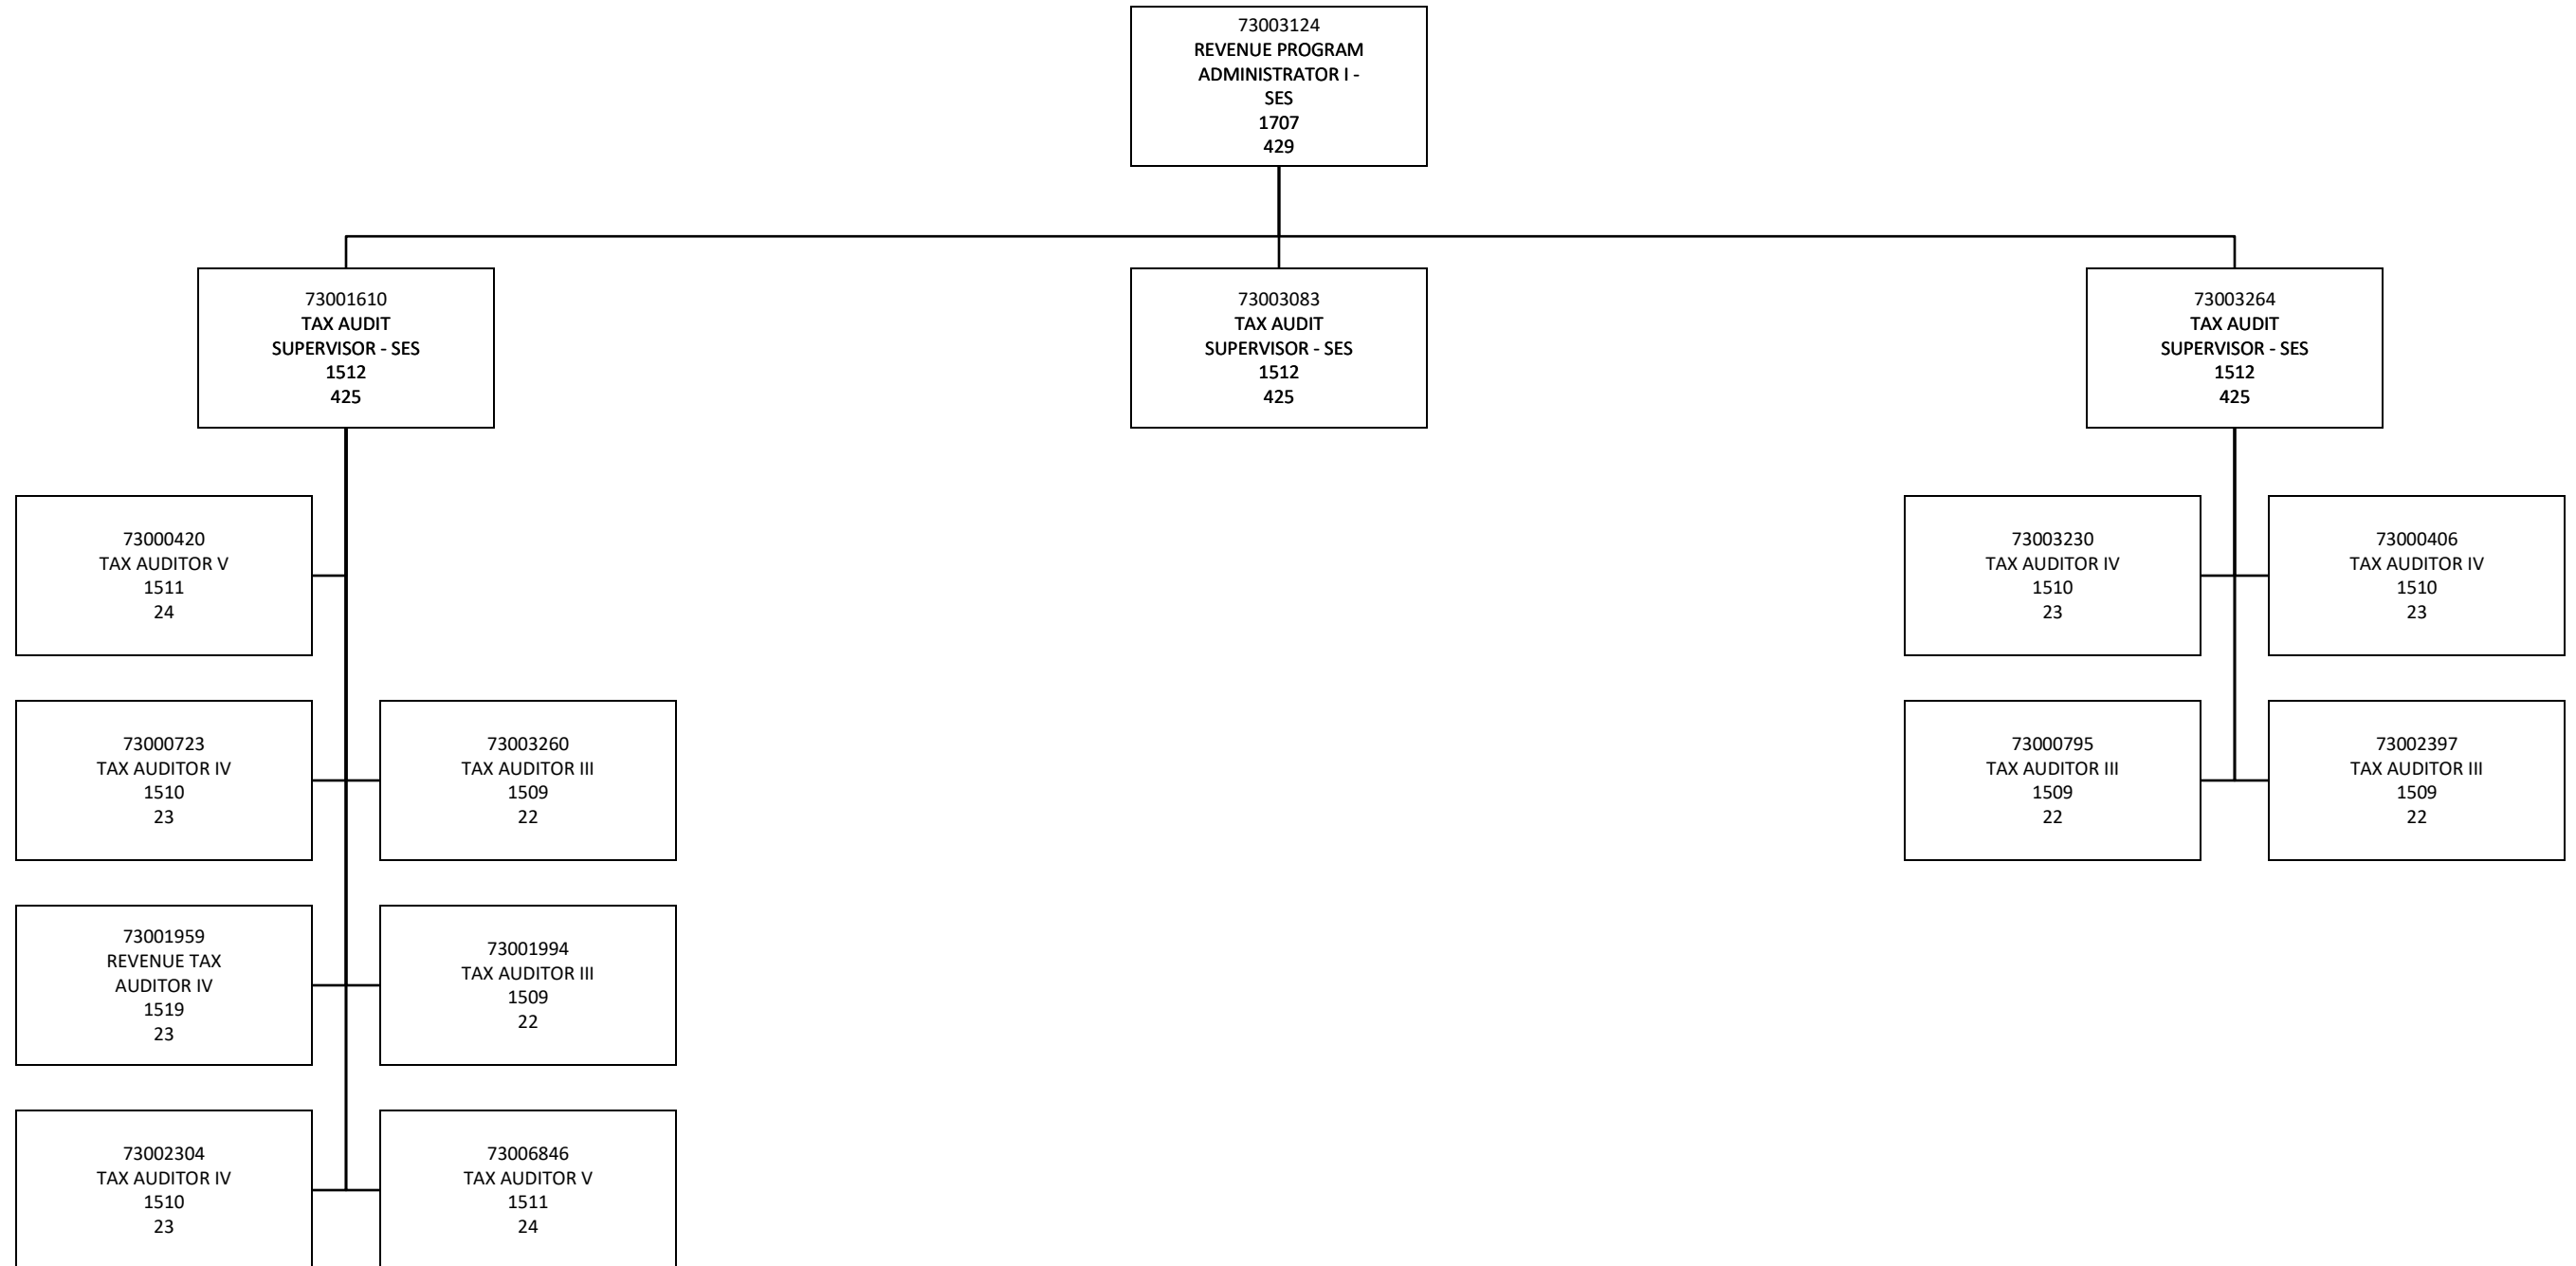 73003124
REVENUE PROGRAM
ADMINISTRATOR I -
SES
1707
429
73001610
TAX AUDIT
SUPERVISOR - SES
1512
425
73003083
TAX AUDIT
SUPERVISOR - SES
1512
425
73003264
TAX AUDIT
SUPERVISOR - SES
1512
425
73000420
TAX AUDITOR V
1511
24
73003230
TAX AUDITOR IV
1510
23
73000406
TAX AUDITOR IV
1510
23
73000723
TAX AUDITOR IV
1510
23
73003260
TAX AUDITOR III
1509
22
73000795
TAX AUDITOR III
1509
22
73002397
TAX AUDITOR III
1509
22
73001959
REVENUE TAX
AUDITOR IV
1519
23
73001994
TAX AUDITOR III
1509
22
73002304
TAX AUDITOR IV
1510
23
73006846
TAX AUDITOR V
1511
24